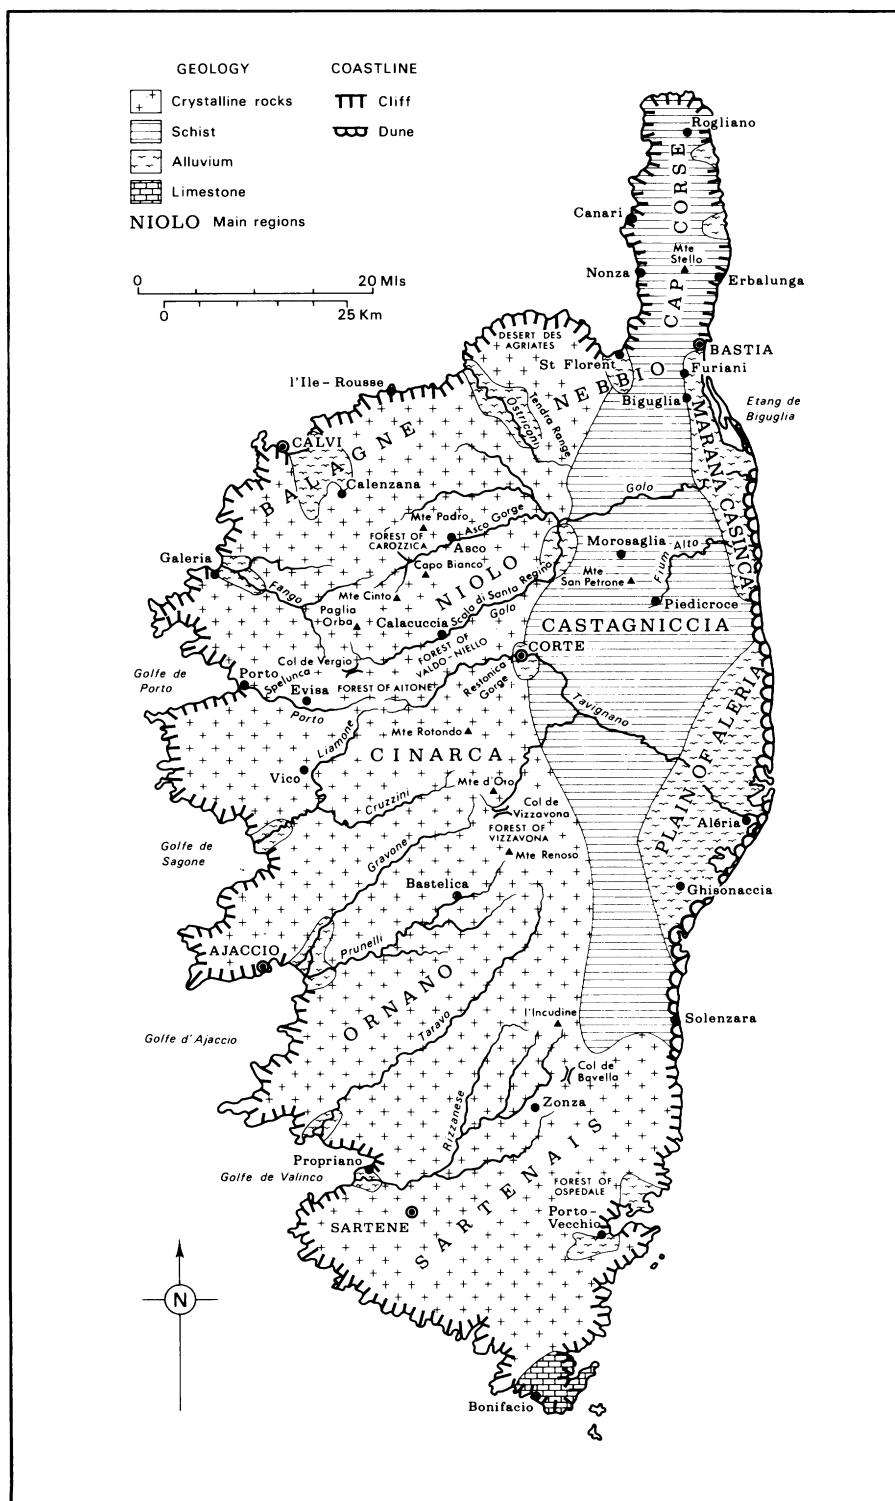 GEOLOGY
Crystalline rocks
Schist
Alluvium
Limestone
NIOLO Main regions
COASTLINE
Cliff
Dune
0 20 Mls
0 25 Km
Rogliano
CAP CORSE
Canari
Mte
Stello
Nonza
Erbalunga
DESERT DES
AGRIATES
St Florent
BASTIA
NEBBIO
Furiani
l'Ile-Rousse
Biguglia
Etang de
Biguglia
Ostriconi
Tendra Range
MARANA
CASINCA
CALVI
BALAGNE
Calenzana
Golo
Mte Padro
Asco Gorge
FOREST OF
CAROZZICA
Asco
Morosaglia
Fium Alto
Galeria
Capo Bianco
NIOLO
Mte
San Petrone
Fango
Mte Cinto
Scala di Santa Regina
Paglia
Orba
Golo
Piedicroce
Calacuccia
CASTAGNICCIA
FOREST OF
VALDO-NIELLO
CORTE
Col de Vergio
Golfe de
Porto
Porto
Spelunca
Evisa
FOREST OF AITONE
Restonica
Gorge
Porto
Tavignano
Liamone
Mte Rotondo
CINARCA
Vico
Mte d'Oro
PLAIN OF ALERIA
Cruzzini
Col de
Vizzavona
Aléria
Golfe de
Sagone
FOREST OF
VIZZAVONA
Gravone
Mte Renoso
Bastelica
Ghisonaccia
AJACCIO
Prunelli
ORNANO
l'Incudine
Solenzara
Golfe d'Ajaccio
Taravo
Col de
Bavella
Rizzanese
Zonza
Propriano
Golfe de Valinco
FOREST OF
OSPEDALE
SARTENAIS
Porto-
Vecchio
SARTENE
N
Bonifacio